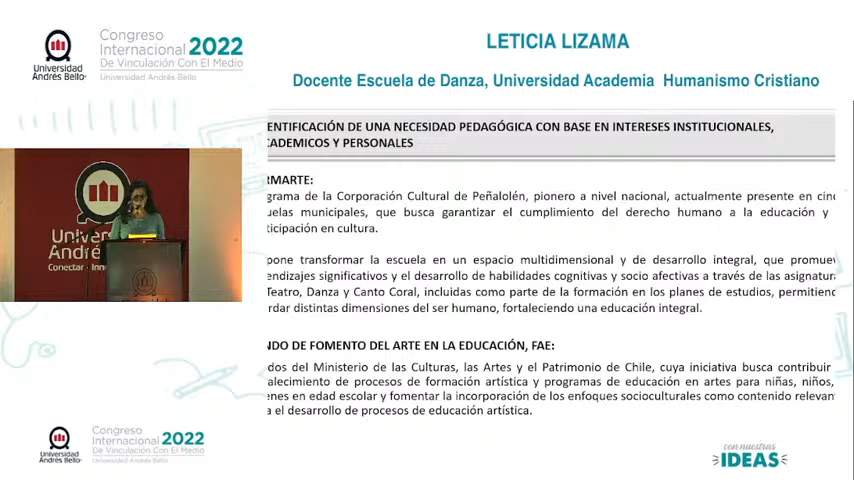 Universidad
Andrés Bello
Congreso
Internacional 2022
De Vinculación Con El Medio
Universidad Andrés Bello
LETICIA LIZAMA
Docente Escuela de Danza, Universidad Academia Humanismo Cristiano
ENTIFICACIÓN DE UNA NECESIDAD PEDAGÓGICA CON BASE EN INTERESES INSTITUCIONALES,
CADEMICOS Y PERSONALES
RMARTE:
grama de la Corporación Cultural de Peñalolén, pionero a nivel nacional, actualmente presente en cinc
uelas municipales, que busca garantizar el cumplimiento del derecho humano a la educación y
ticipación en cultura.
pone transformar la escuela en un espacio multidimensional y de desarrollo integral, que promuev
endizajes significativos y el desarrollo de habilidades cognitivas y socio afectivas a través de las asignatura
Teatro, Danza y Canto Coral, incluidas como parte de la formación en los planes de estudios, permitiend
rdar distintas dimensiones del ser humano, fortaleciendo una educación integral.
NDO DE FOMENTO DEL ARTE EN LA EDUCACIÓN, FAE:
dos del Ministerio de las Culturas, las Artes y el Patrimonio de Chile, cuya iniciativa busca contribuir
alecimiento de procesos de formación artística y programas de educación en artes para niñas, niños,
enes en edad escolar y fomentar la incorporación de los enfoques socioculturales como contenido relevan
a el desarrollo de procesos de educación artística.
Univers
André
Conectar - Inn
Universidad
Andrés Bello
Congreso
Internacional 2022
De Vinculación Con El Medio
Universidad Andrés Bello
con nuestras
IDEAS